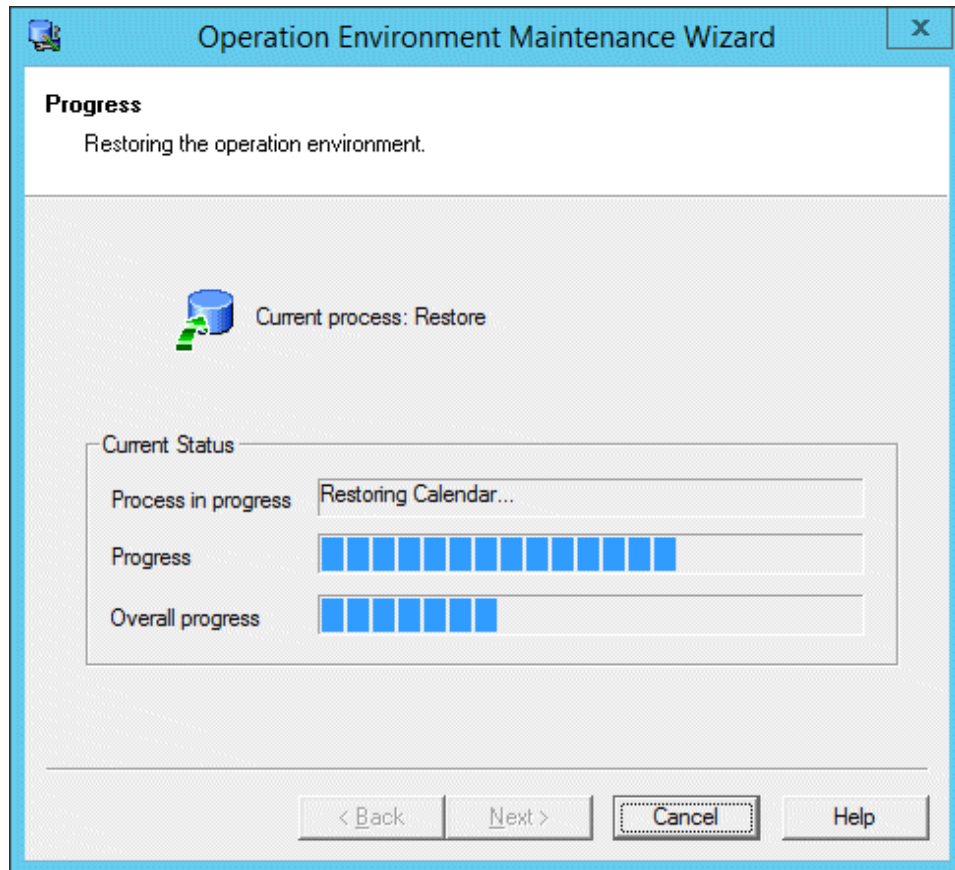 Operation Environment Maintenance Wizard
x
Progress
Restoring the operation environment.
Current process: Restore
Current Status
Process in progress
Restoring Calendar...
Progress
Overall progress
< Back
Next >
Cancel
Help